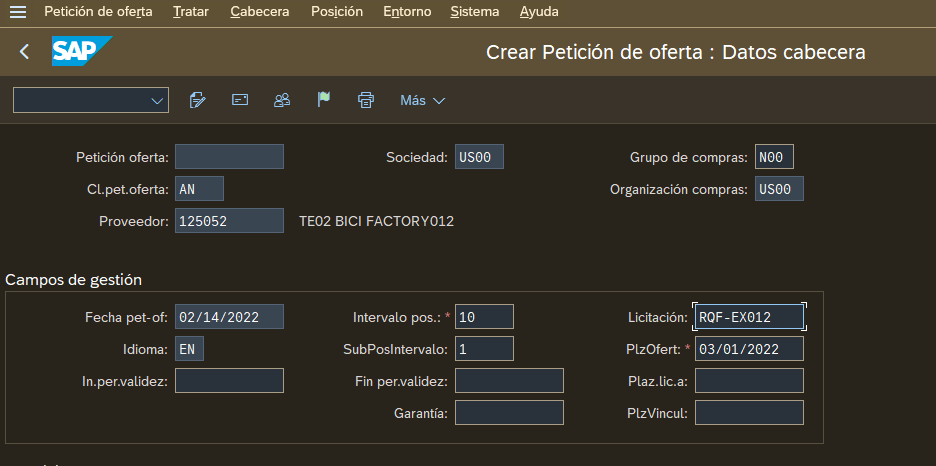 Petición de oferta Tratar Cabecera Posición Entorno Sistema Ayuda
SAP Crear Petición de oferta : Datos cabecera
Más
Petición oferta: Sociedad: US00 Grupo de compras: N00
Cl.pet.oferta: AN Organización compras: US00
Proveedor: 125052 TE02 BICI FACTORY012
Campos de gestión
Fecha pet-of: 02/14/2022 Intervalo pos.: * 10 Licitación: RQF-EX012
Idioma: EN SubPosIntervalo: 1 PlzOfert: * 03/01/2022
In.per.validez: Fin per.validez: Plaz.lic.a:
Garantía: PlzVincul: